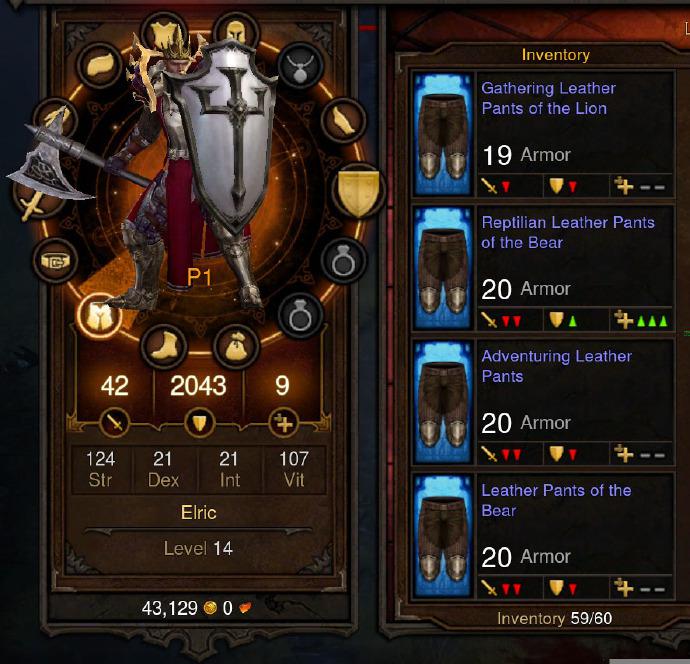 P1
42 2043 9
124 21 21 107
Str Dex Int Vit
Elric
Level 14
43,129 0
Inventory
Gathering Leather
Pants of the Lion
19 Armor
Reptilian Leather Pants
of the Bear
20 Armor
Adventuring Leather
Pants
20 Armor
Leather Pants of the
Bear
20 Armor
Inventory 59/60